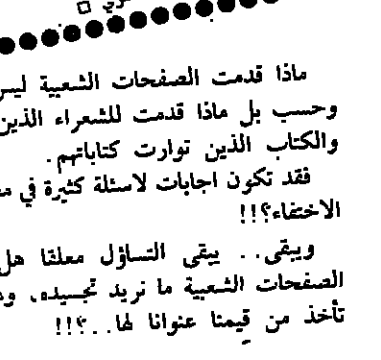 ماذا قدمت الصفحات الشعبية ليس
وحسب بل ماذا قدمت للشعراء الذين
والكتاب الذين توارت كتاباتهم.
فقد تكون اجابات لاسئلة كثيرة في
الاختفاء؟!!
ويبقى.. يبقى التساؤل معلقا هل
الصفحات الشعبية ما نريد تجسيده،
تأخذ من قيمنا عنوانا لها..؟!!